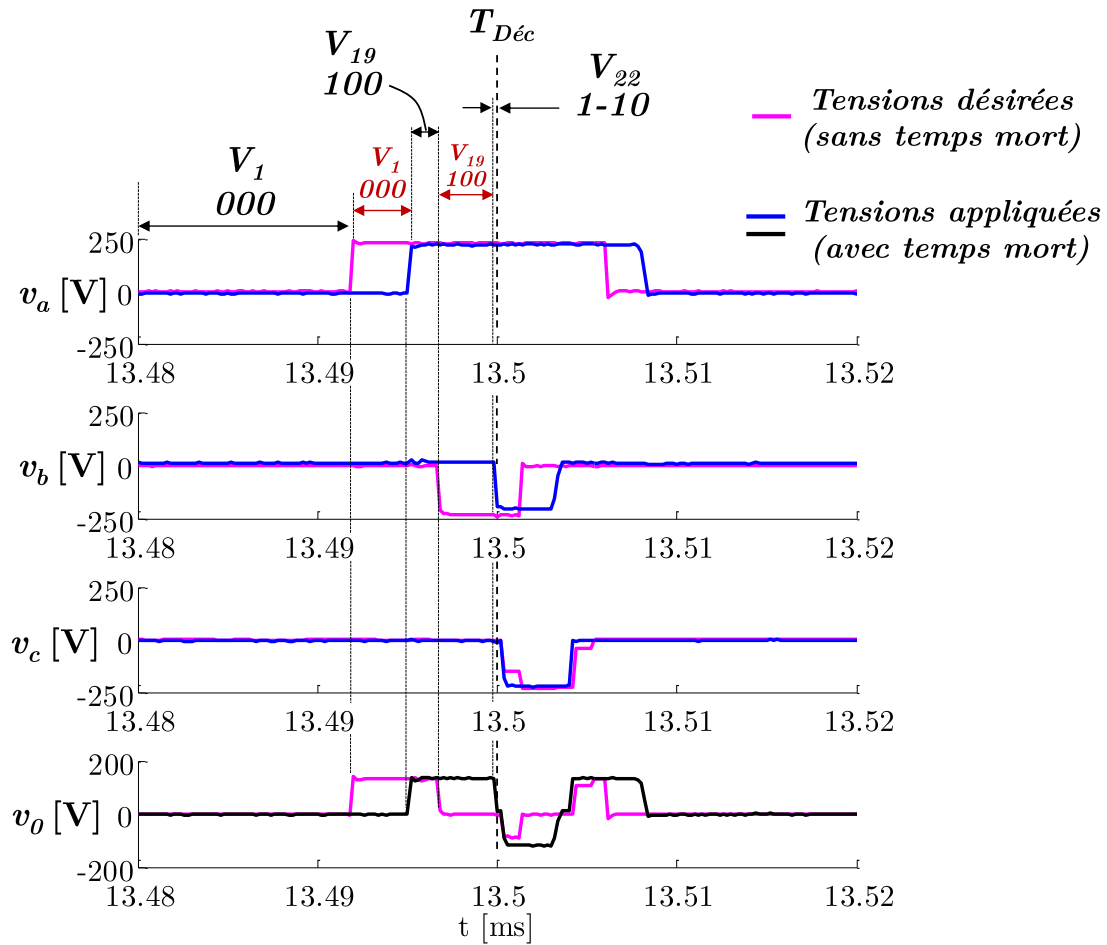 T_Déc
V_19
100
V_22
1-10
Tensions désirées
(sans temps mort)
V_1
000
V_1
000
V_19
100
Tensions appliquées
(avec temps mort)
250
v_a [V] 0
-250
13.48 13.49 13.5 13.51 13.52
250
v_b [V] 0
-250
13.48 13.49 13.5 13.51 13.52
250
v_c [V] 0
-250
13.48 13.49 13.5 13.51 13.52
200
v_0 [V] 0
-200
13.48 13.49 13.5 13.51 13.52
t [ms]